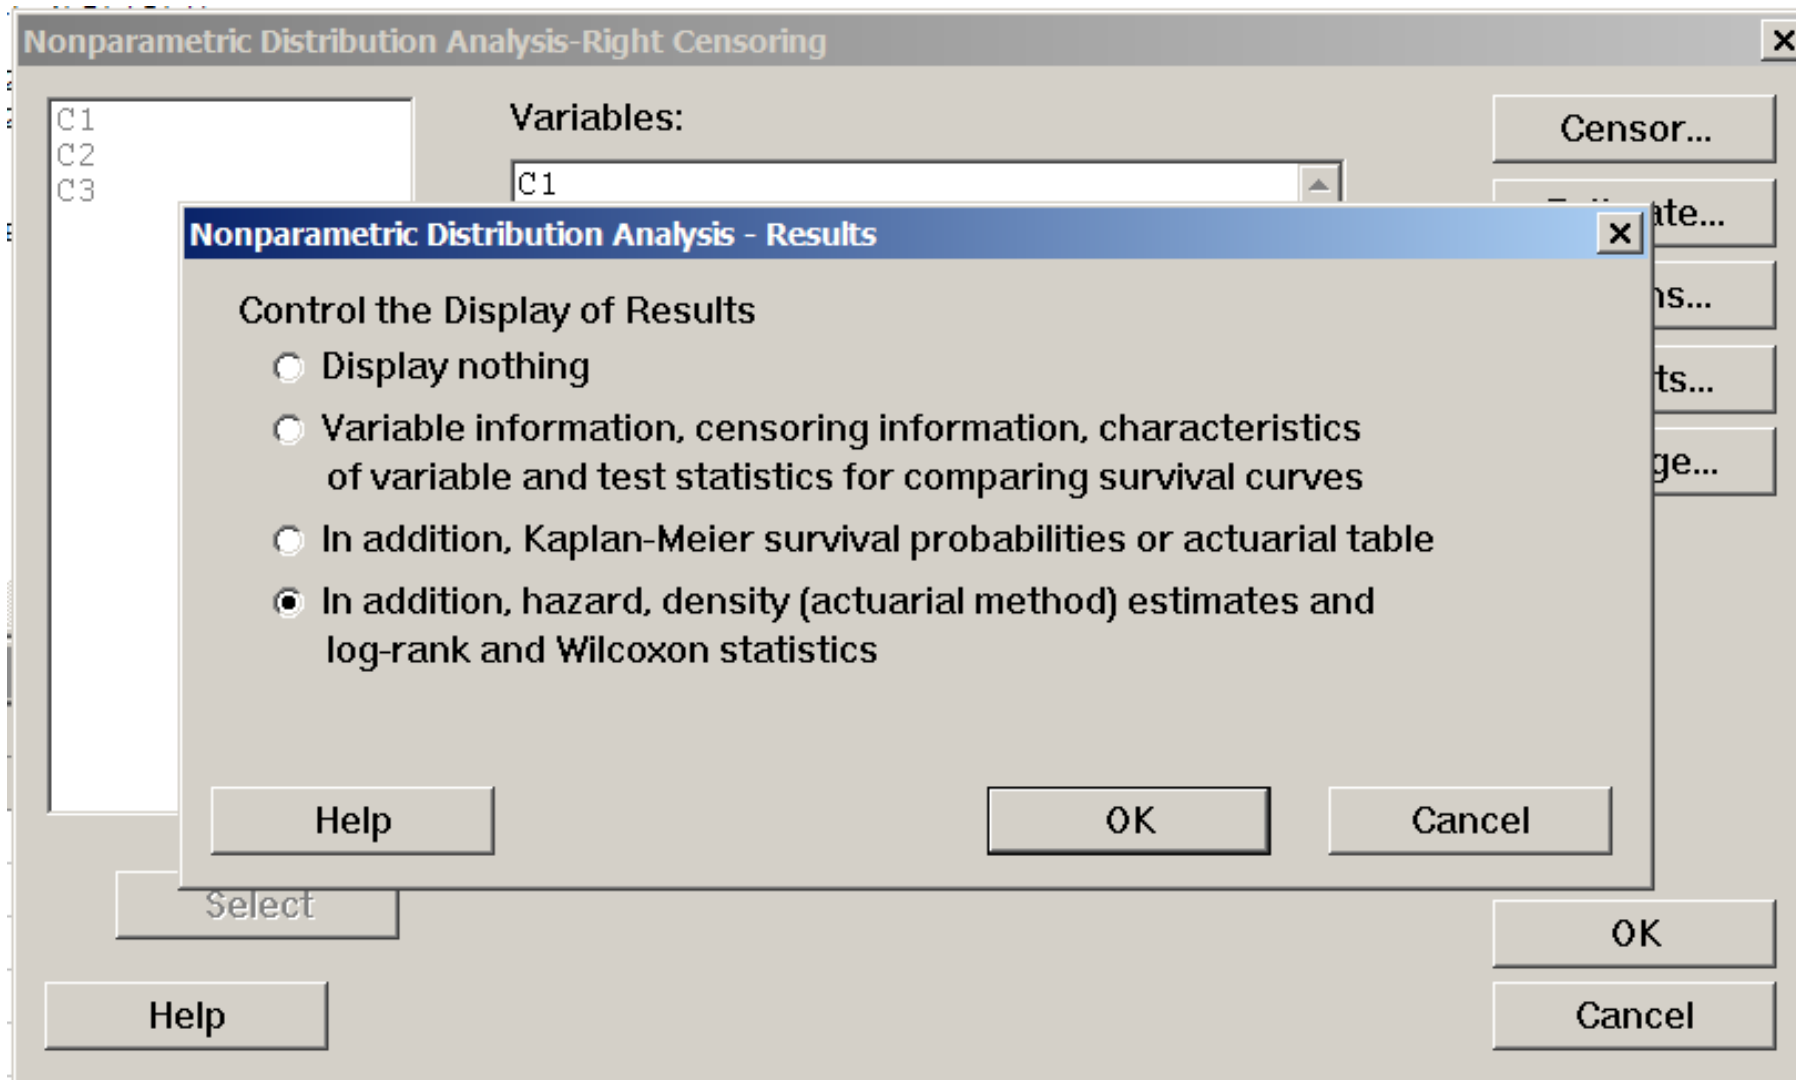 Nonparametric Distribution Analysis-Right Censoring
C1
C2
C3
Variables:
C1
Censor...
Nonparametric Distribution Analysis - Results
Control the Display of Results
Display nothing
Variable information, censoring information, characteristics
of variable and test statistics for comparing survival curves
In addition, Kaplan-Meier survival probabilities or actuarial table
In addition, hazard, density (actuarial method) estimates and
log-rank and Wilcoxon statistics
Help
OK
Cancel
Select
OK
Help
Cancel